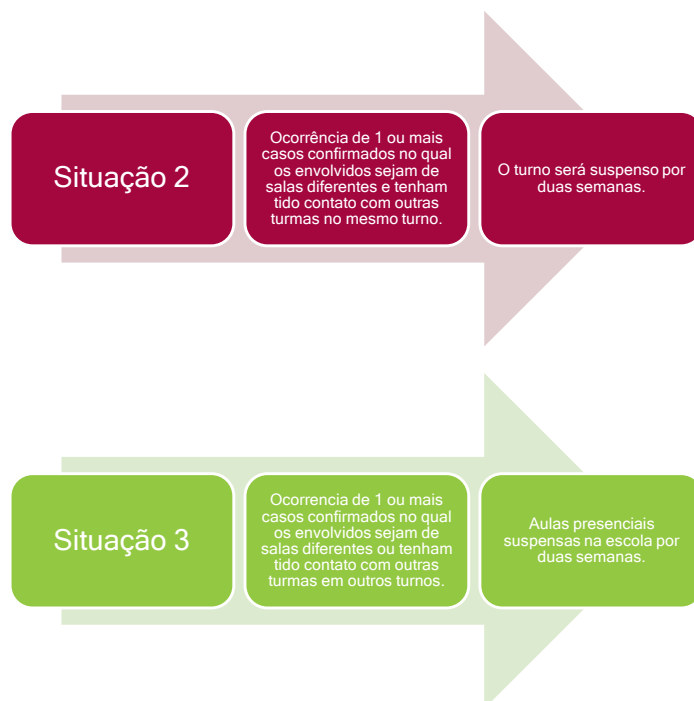 Situação 2
Ocorrência de 1 ou mais
casos confirmados no qual
os envolvidos sejam de
salas diferentes e tenham
tido contato com outras
turmas no mesmo turno.
O turno será suspenso por
duas semanas.
Situação 3
Ocorrencia de 1 ou mais
casos confirmados no qual
os envolvidos sejam de
salas diferentes ou tenham
tido contato com outras
turmas em outros turnos.
Aulas presenciais
suspensas na escola por
duas semanas.